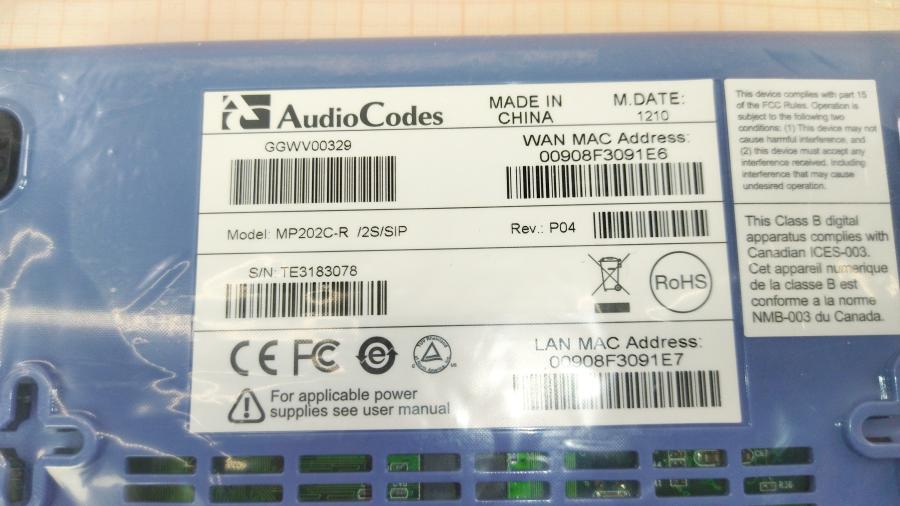 AudioCodes
MADE IN
CHINA
M.DATE:
1210
GGWV00329
WAN MAC Address:
00908F3091E6
Model: MP202C-R /2S/SIP
Rev.: P04
S/N: TE3183078
RoHS
CE FC e
LAN MAC Address:
00908F3091E7
For applicable power
supplies see user manual
This device complies with part 15
of the FCC Rules. Operation is
subject to the following two
conditions: (1) This device may not
cause harmful interference, and
(2) this device must accept any
interference received, including
interference that may cause
undesired operation.
This Class B digital
apparatus complies with
Canadian ICES-003.
Cet appareil numérique
de la classe B est
conforme a la norme
NMB-003 du Canada.
R36